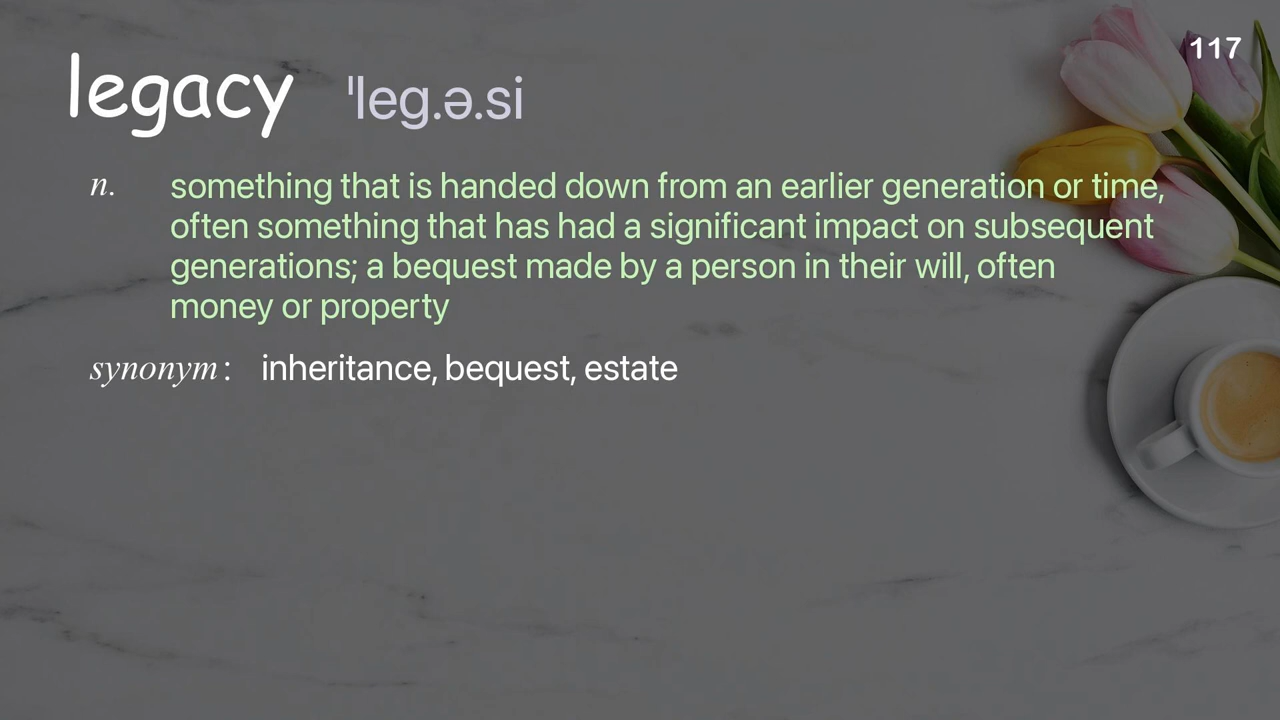 117
legacy ˈleg.ə.si
n. something that is handed down from an earlier generation or time,
often something that has had a significant impact on subsequent
generations; a bequest made by a person in their will, often
money or property
synonym: inheritance, bequest, estate